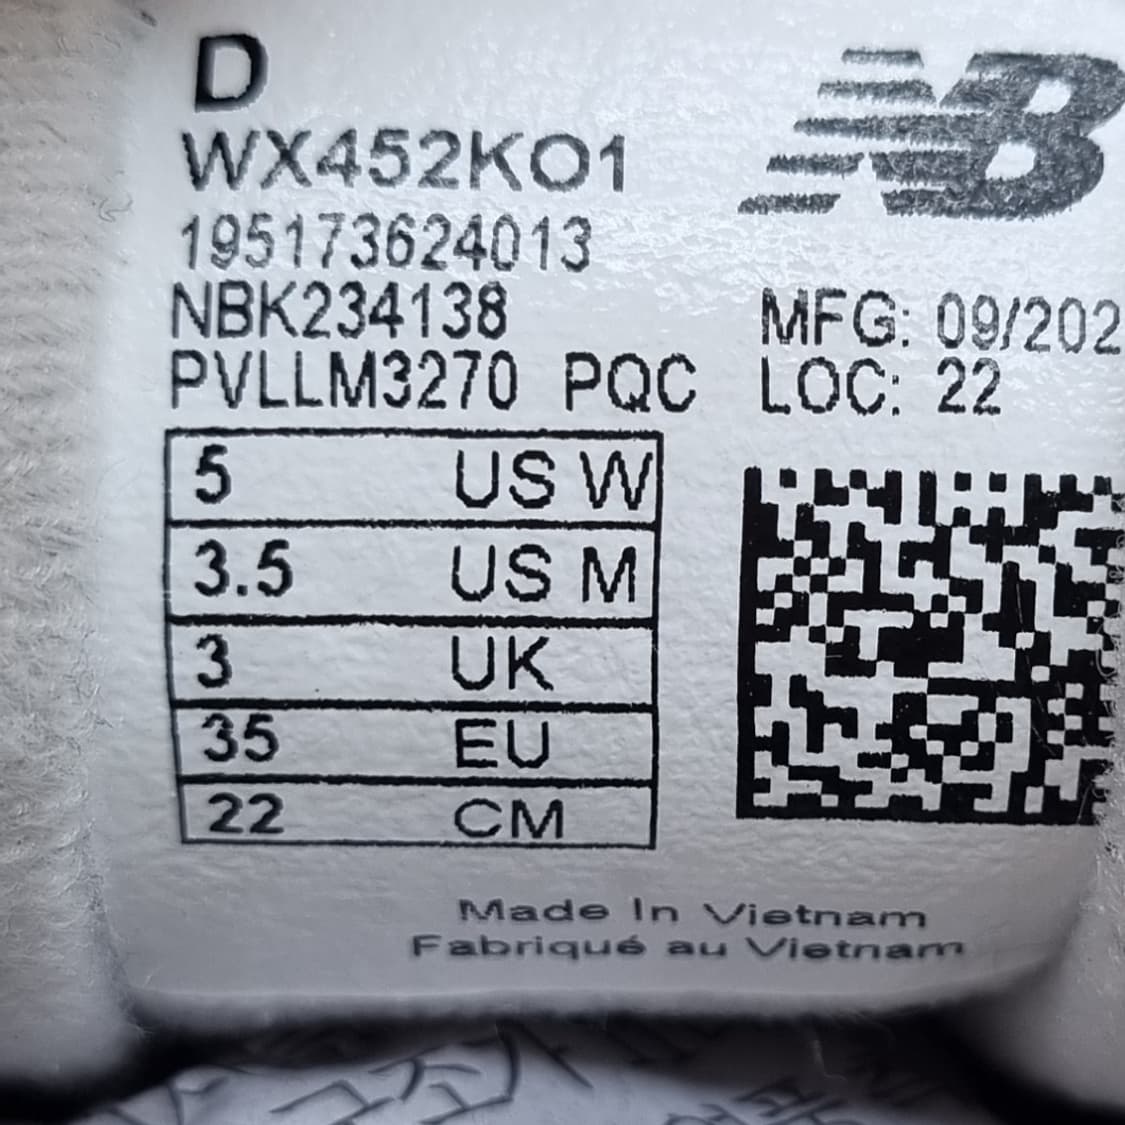 D
NB
WX452KO1
195173624013
NBK234138
MFG: 09/202
PVLLM3270 PQC
LOC: 22
5 US W
3.5 US M
3 UK
35 EU
22 CM
Made In Vietnam
Fabriqué au Vietnam